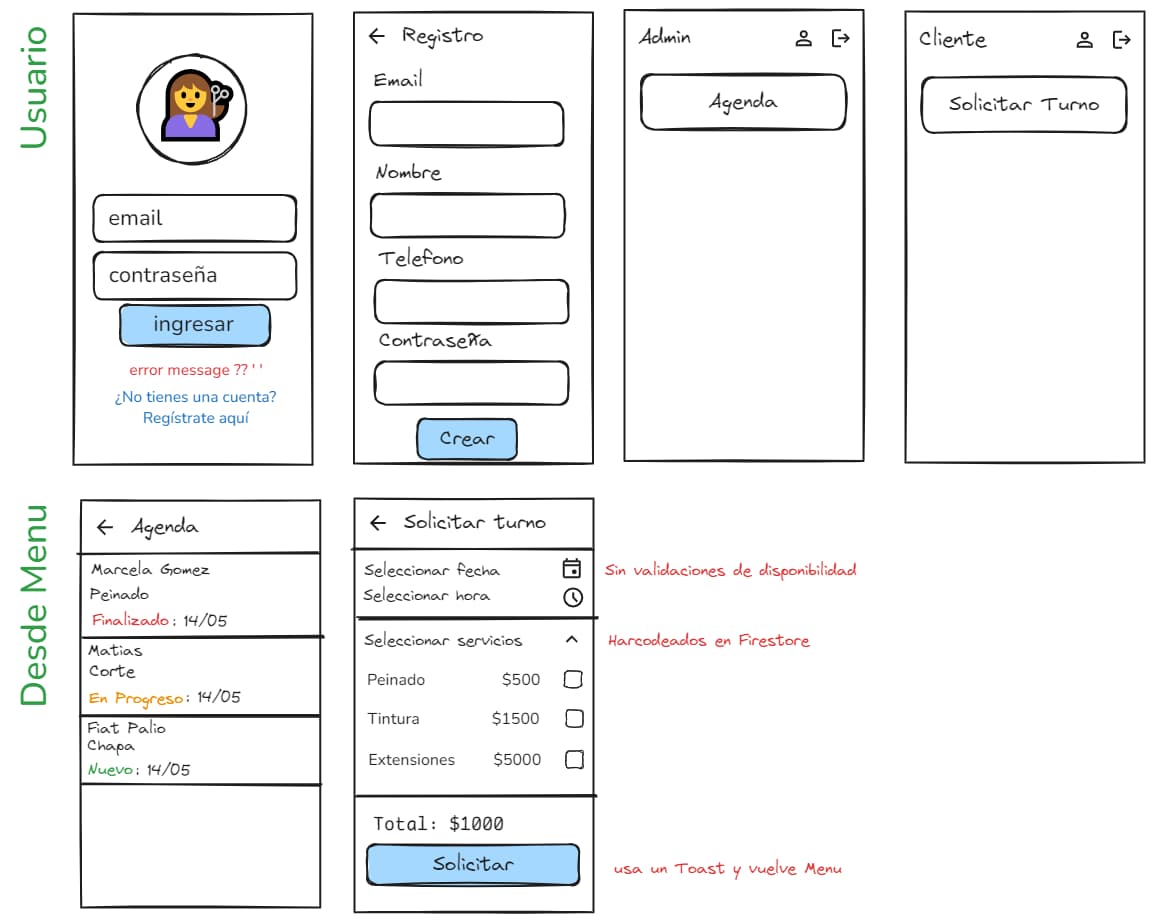 Usuario
email
contraseña
ingresar
error message ?? ' '
¿No tienes una cuenta?
Regístrate aquí
Registro
Email
Nombre
Telefono
Contraseña
Crear
Admin
Agenda
Cliente
Solicitar Turno
Desde Menu
Agenda
Marcela Gomez
Peinado
Finalizado: 14/05
Matias
Corte
En Progreso: 14/05
Fiat Palio
Chapa
Nuevo: 14/05
Solicitar turno
Seleccionar fecha
Seleccionar hora
Seleccionar servicios
Peinado $500
Tintura $1500
Extensiones $5000
Total: $1000
Solicitar
Sin validaciones de disponibilidad
Harcodeados en Firestore
usa un Toast y vuelve Menu